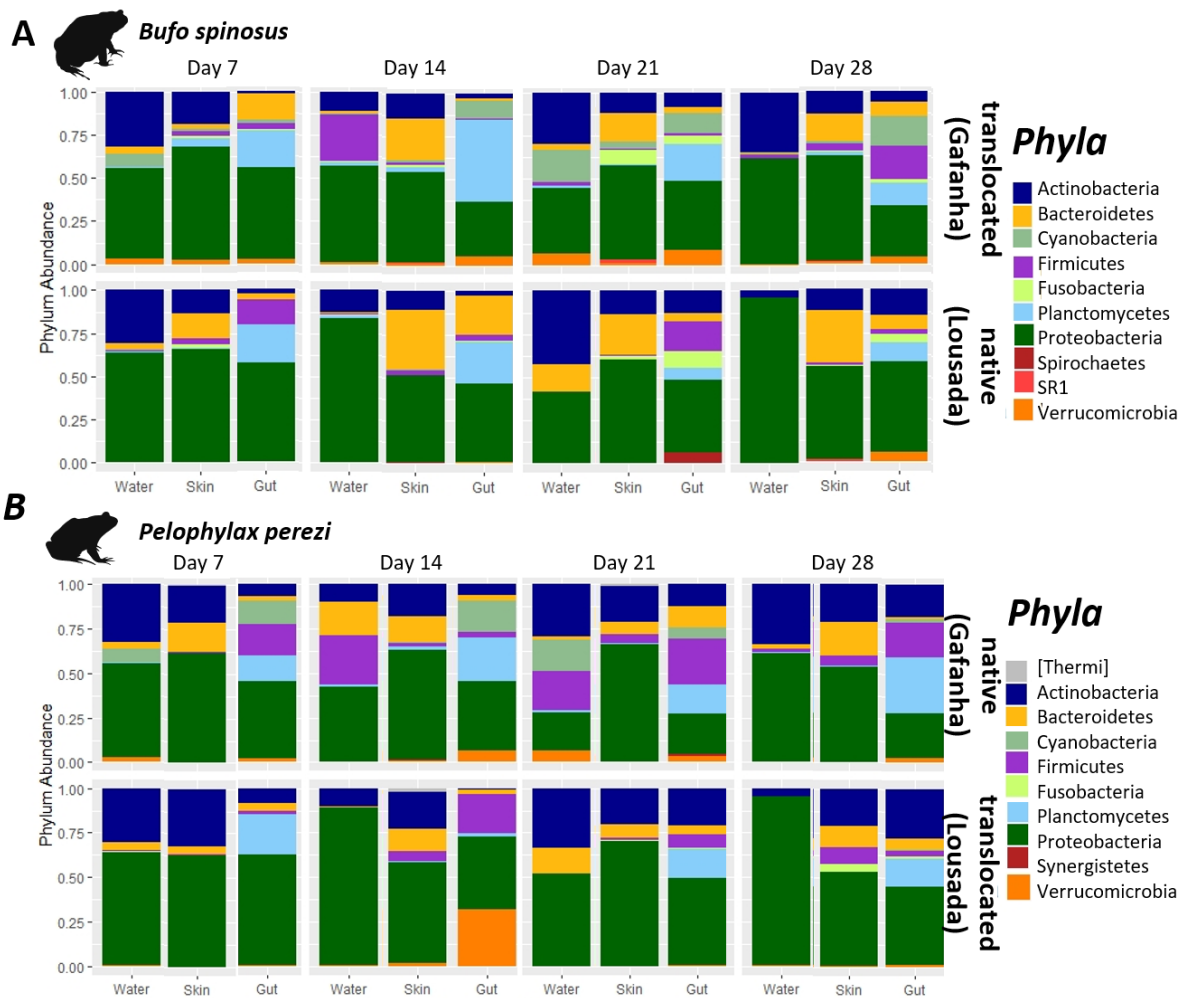 A
Bufo spinosus
Day 7
Day 14
Day 21
Day 28
Phylum Abundance
1.00
0.75
0.50
0.25
0.00
translocated
(Gafanha)
1.00
0.75
0.50
0.25
0.00
native
(Lousada)
Water
Skin
Gut
Water
Skin
Gut
Water
Skin
Gut
Water
Skin
Gut
Phyla
Actinobacteria
Bacteroidetes
Cyanobacteria
Firmicutes
Fusobacteria
Planctomycetes
Proteobacteria
Spirochaetes
SR1
Verrucomicrobia
B
Pelophylax perezi
Day 7
Day 14
Day 21
Day 28
Phylum Abundance
1.00
0.75
0.50
0.25
0.00
native
(Gafanha)
1.00
0.75
0.50
0.25
0.00
translocated
(Lousada)
Water
Skin
Gut
Water
Skin
Gut
Water
Skin
Gut
Water
Skin
Gut
Phyla
[Thermi]
Actinobacteria
Bacteroidetes
Cyanobacteria
Firmicutes
Fusobacteria
Planctomycetes
Proteobacteria
Synergistetes
Verrucomicrobia